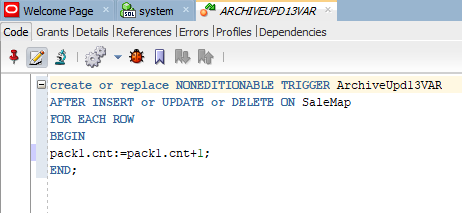 Welcome Page system ARCHIVEUPD13VAR
Code Grants Details References Errors Profiles Dependencies
create or replace NONEDITIONABLE TRIGGER ArchiveUpd13VAR
AFTER INSERT or UPDATE or DELETE ON SaleMap
FOR EACH ROW
BEGIN
pack1.cnt:=pack1.cnt+1;
END;